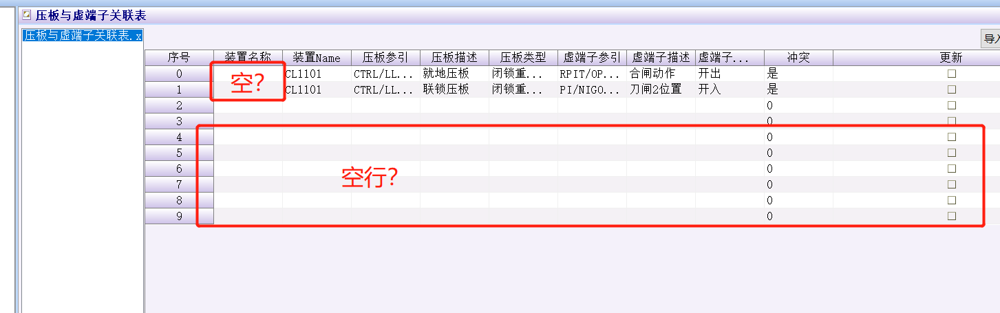 压板与虚端子关联表
压板与虚端子关联表.x
导入
序号 装置名称 装置Name 压板参引 压板描述 压板类型 虚端子参引 虚端子描述 虚端子... 冲突 更新
0 CL1101 CTRL/LL... 就地压板 闭锁重... RPIT/OP... 合闸动作 开出 是
空?
1 CL1101 CTRL/LL... 联锁压板 闭锁重... PI/NIGO... 刀闸2位置 开入 是
2 0
3 0
4 0
5 0
空行?
6 0
7 0
8 0
9 0